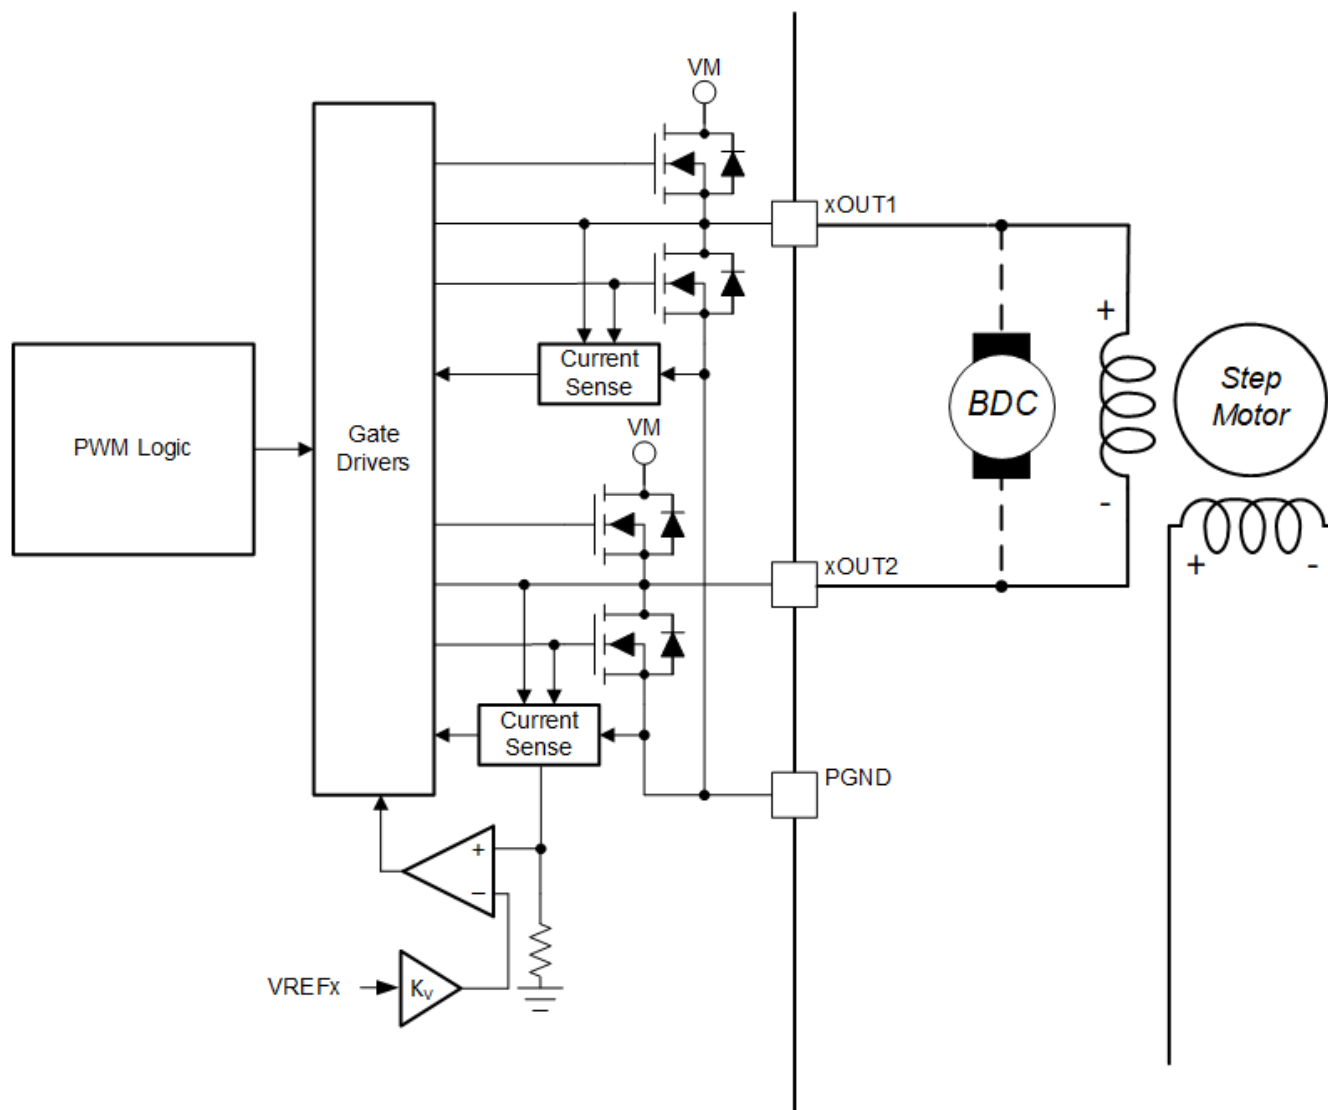 VM
xOUT1
Current
Sense
+
BDC
Step
Motor
-
PWM Logic
Gate
Drivers
VM
xOUT2
+
-
Current
Sense
PGND
+
−
VREFx
KV